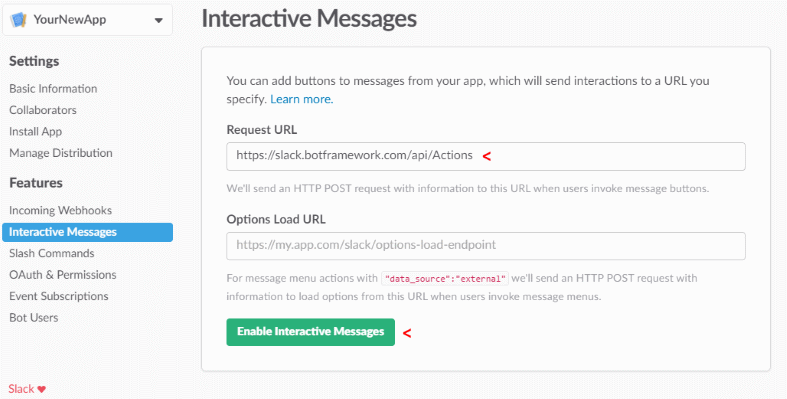 YourNewApp
Settings
Basic Information
Collaborators
Install App
Manage Distribution
Features
Incoming Webhooks
Interactive Messages
Slash Commands
OAuth & Permissions
Event Subscriptions
Bot Users
Slack ♥
Interactive Messages
You can add buttons to messages from your app, which will send interactions to a URL you
specify. Learn more.
Request URL
https://slack.botframework.com/api/Actions <
We'll send an HTTP POST request with information to this URL when users invoke message buttons.
Options Load URL
https://my.app.com/slack/options-load-endpoint
For message menu actions with "data_source":"external" we'll send an HTTP POST request with
information to load options from this URL when users invoke message menus.
Enable Interactive Messages <